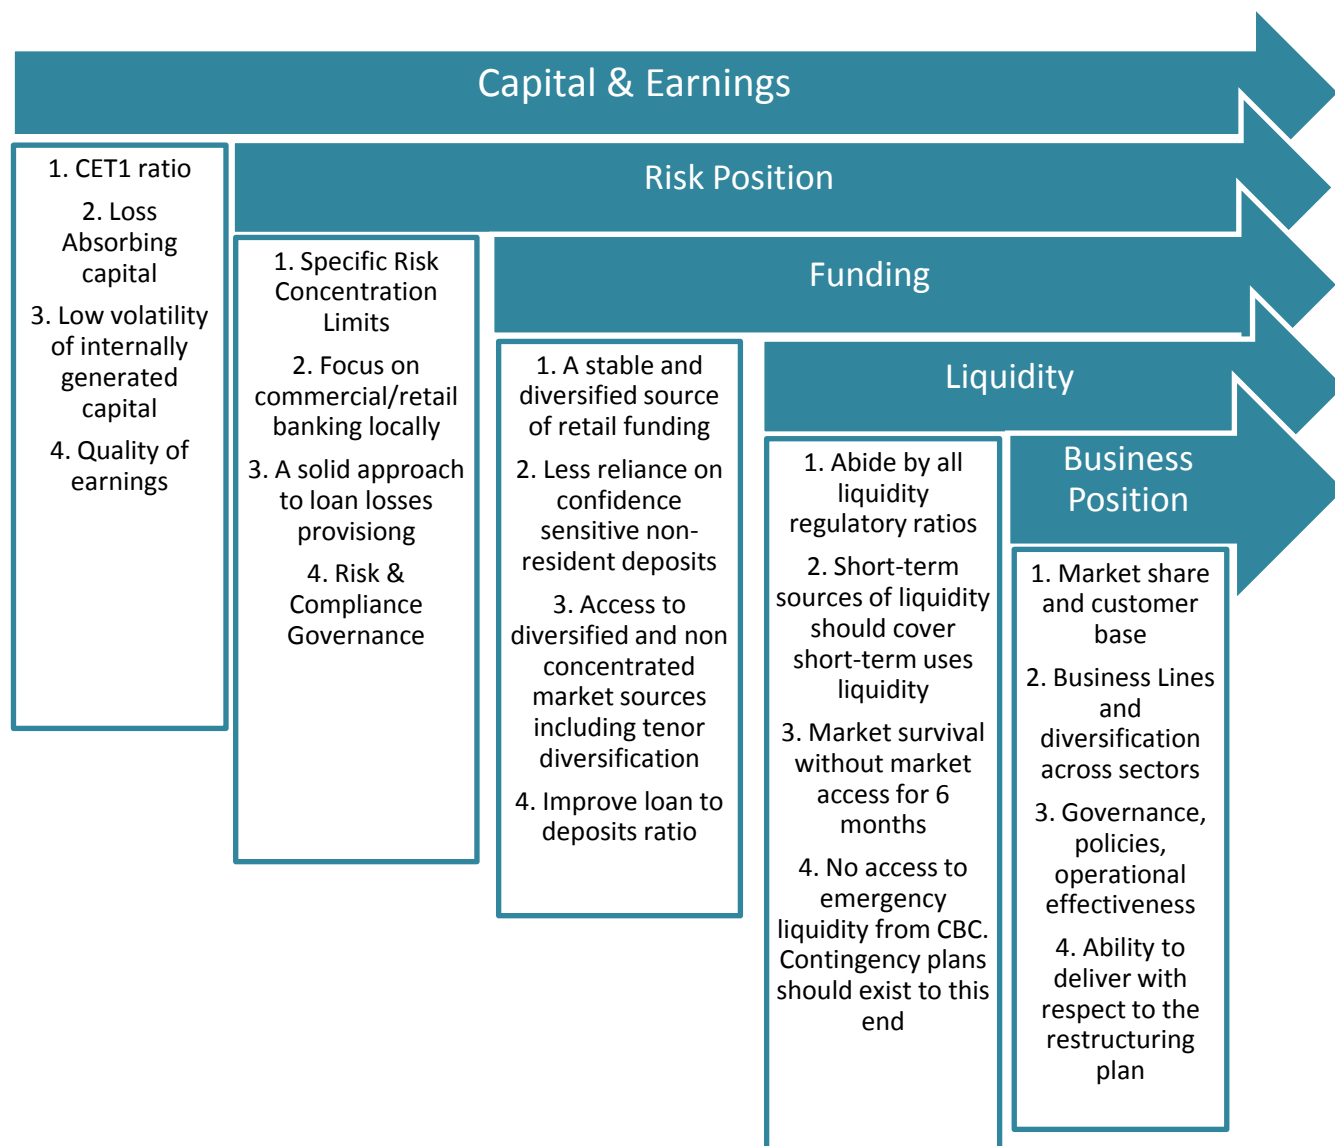 Capital & Earnings
1. CET1 ratio
2. Loss
Absorbing
capital
3. Low volatility
of internally
generated
capital
4. Quality of
earnings
Risk Position
1. Specific Risk
Concentration
Limits
2. Focus on
commercial/retail
banking locally
3. A solid approach
to loan losses
provisiong
4. Risk &
Compliance
Governance
Funding
1. A stable and
diversified source
of retail funding
2. Less reliance on
confidence
sensitive non-
resident deposits
3. Access to
diversified and non
concentrated
market sources
including tenor
diversification
4. Improve loan to
deposits ratio
Liquidity
1. Abide by all
liquidity
regulatory ratios
2. Short-term
sources of liquidity
should cover
short-term uses
liquidity
3. Market survival
without market
access for 6
months
4. No access to
emergency
liquidity from CBC.
Contingency plans
should exist to this
end
Business
Position
1. Market share
and customer
base
2. Business Lines
and
diversification
across sectors
3. Governance,
policies,
operational
effectiveness
4. Ability to
deliver with
respect to the
restructuring
plan